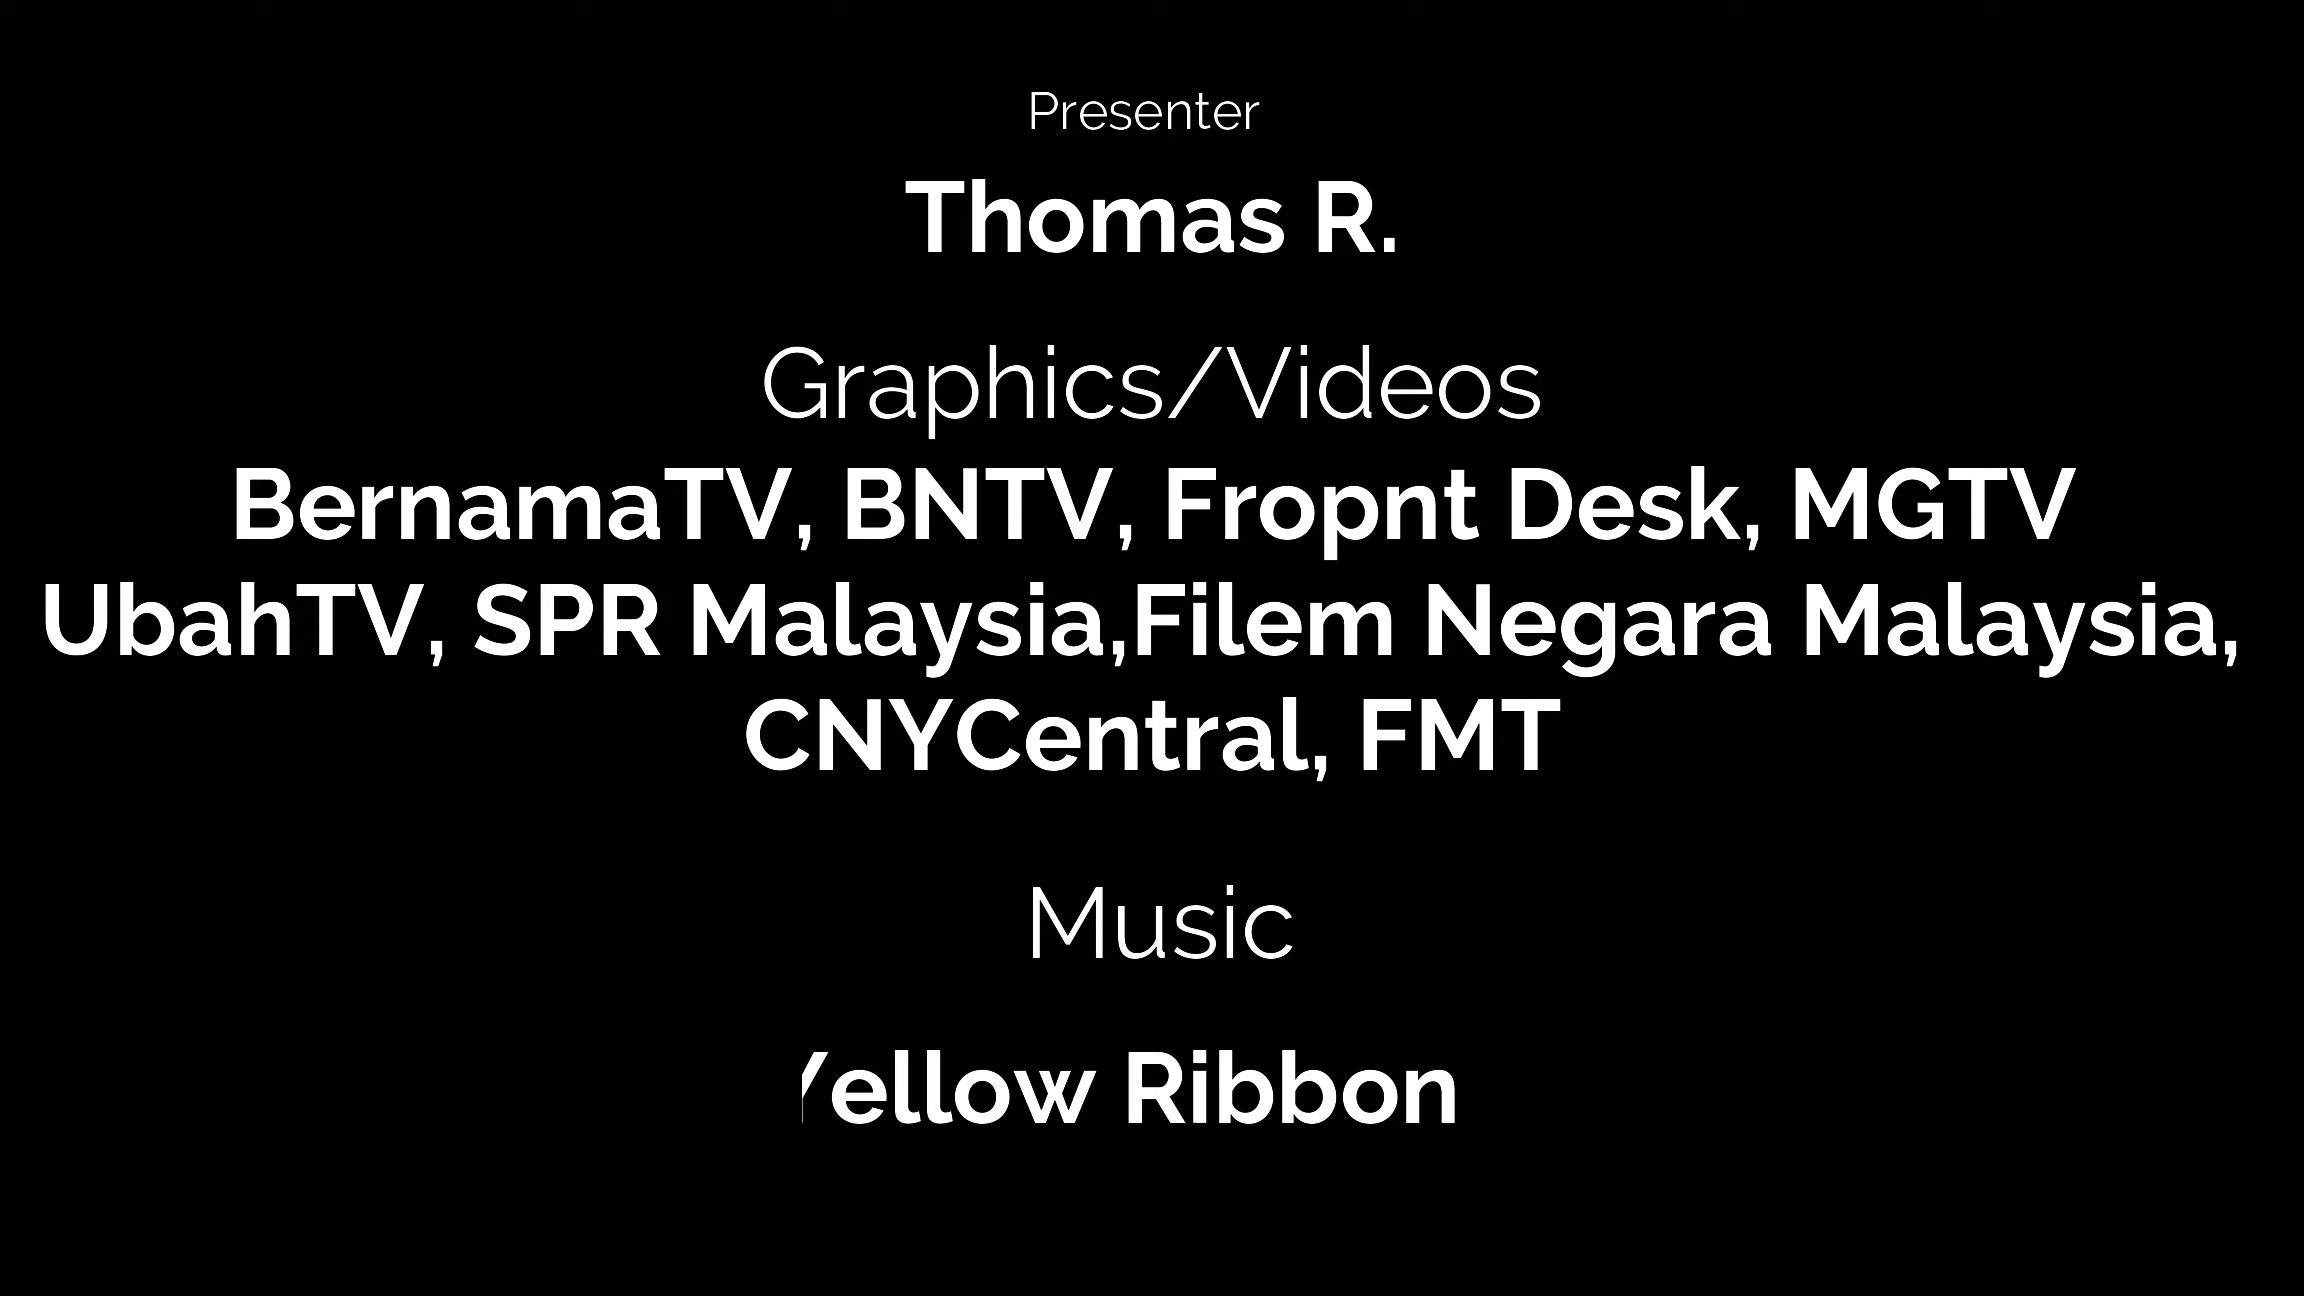 Presenter
Thomas R.
Graphics/Videos
BernamaTV, BNTV, Fropnt Desk, MGTV
UbahTV, SPR Malaysia,Filem Negara Malaysia,
CNYCentral, FMT
Music
Yellow Ribbon